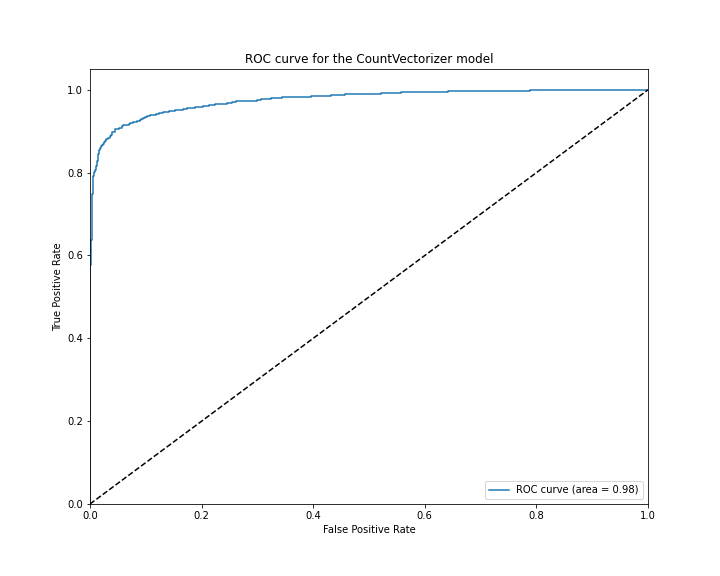 ROC curve for the CountVectorizer model
True Positive Rate
1.0
0.8
0.6
0.4
0.2
0.0
0.0 0.2 0.4 0.6 0.8 1.0
False Positive Rate
ROC curve (area = 0.98)